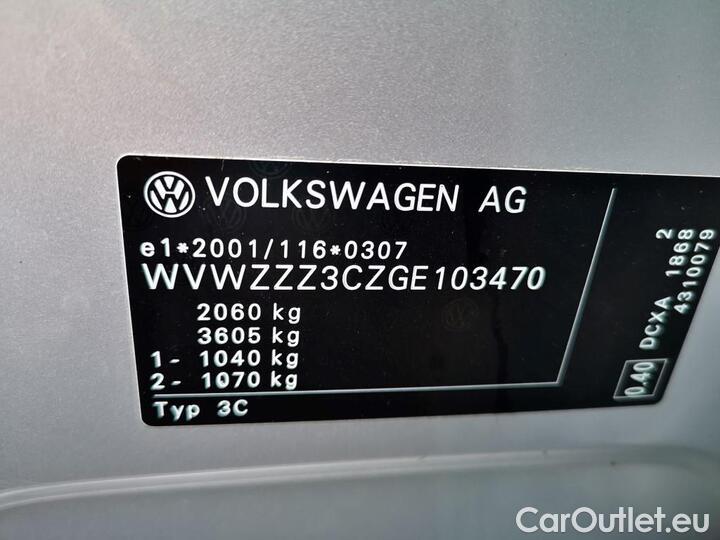 VOLKSWAGEN AG
e1*2001/116*0307
WVWZZZ3CZGE103470
2060 kg
3605 kg
1- 1040 kg
2- 1070 kg
Typ 3C
0.40 DCXA 1868 2
4310079
CarOutlet.eu